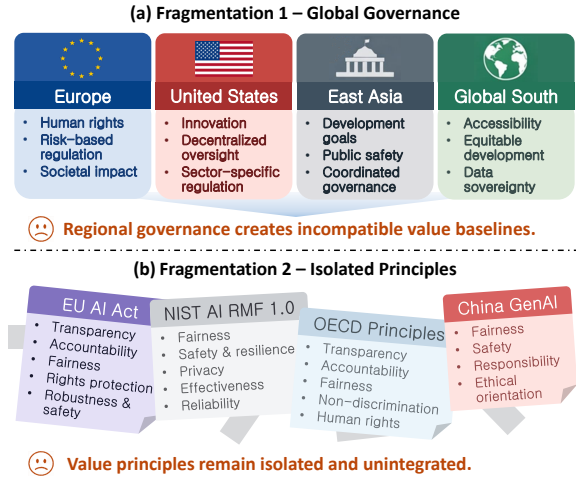 (a) Fragmentation 1 – Global Governance
Europe
• Human rights
• Risk-based
regulation
• Societal impact
United States
• Innovation
• Decentralized
oversight
• Sector-specific
regulation
East Asia
• Development
goals
• Public safety
• Coordinated
governance
Global South
• Accessibility
• Equitable
development
• Data
sovereignty
Regional governance creates incompatible value baselines.
(b) Fragmentation 2 – Isolated Principles
EU AI Act
• Transparency
• Accountability
• Fairness
• Rights protection
• Robustness &
safety
NIST AI RMF 1.0
• Fairness
• Safety & resilience
• Privacy
• Effectiveness
• Reliability
OECD Principles
• Transparency
• Accountability
• Fairness
• Non-discrimination
• Human rights
China GenAI
• Fairness
• Safety
• Responsibility
• Ethical
orientation
Value principles remain isolated and unintegrated.